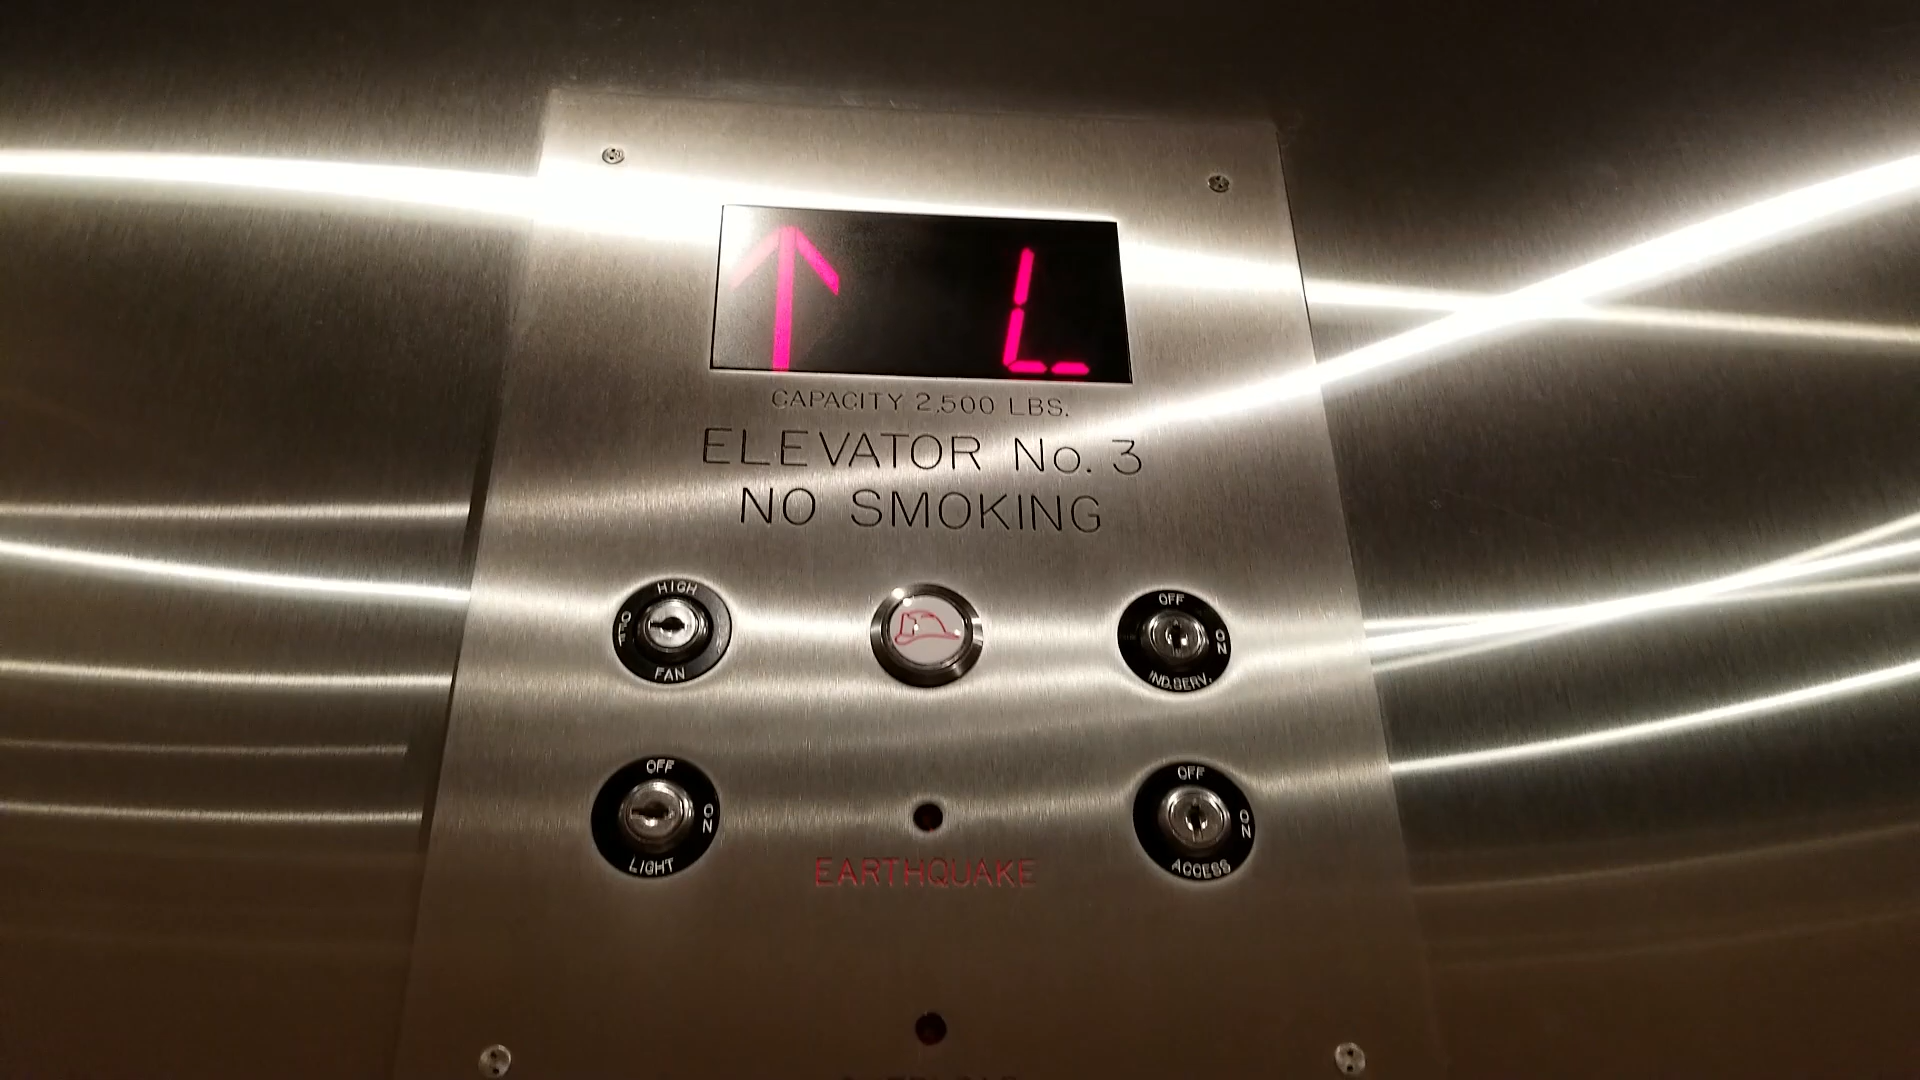 L
CAPACITY 2,500 LBS.
ELEVATOR No. 3
NO SMOKING
HIGH
OFF
FAN
OFF
ON
IND.SERV.
OFF
ON
LIGHT
OFF
ON
ACCESS
EARTHQUAKE